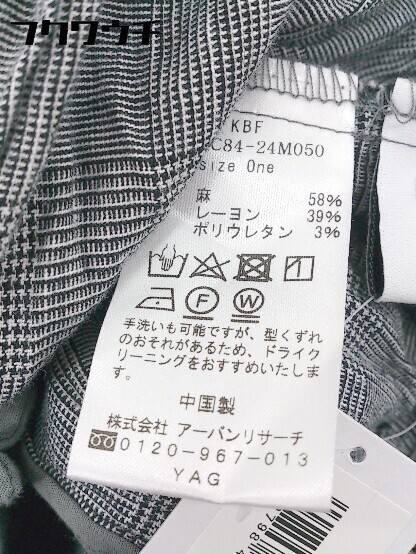 フクウウチ
KBF
C84-24M050
size One
麻 58%
レーヨン 39%
ポリウレタン 3%
F W
手洗いも可能ですが、型くずれ
のおそれがあるため、ドライク
リーニングをおすすめいたしま
す。
中国製
株式会社 アーバンリサーチ
0120-967-013
YAG